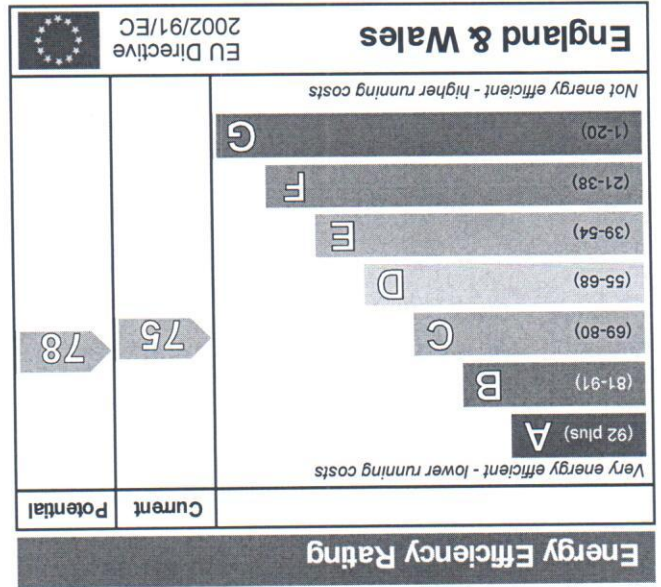 Energy Efficiency Rating
Current Potential
Very energy efficient - lower running costs
(92 plus) A
(81-91) B
(69-80) C
75 78
(55-68) D
(39-54) E
(21-38) F
(1-20) G
Not energy efficient - higher running costs
England & Wales
EU Directive
2002/91/EC